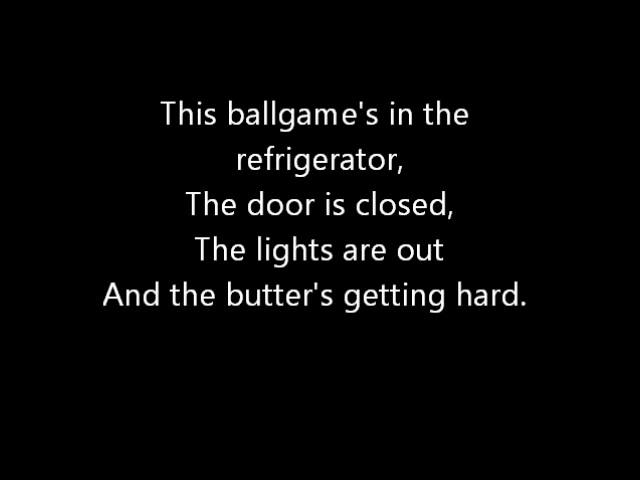 This ballgame's in the
refrigerator,
The door is closed,
The lights are out
And the butter's getting hard.